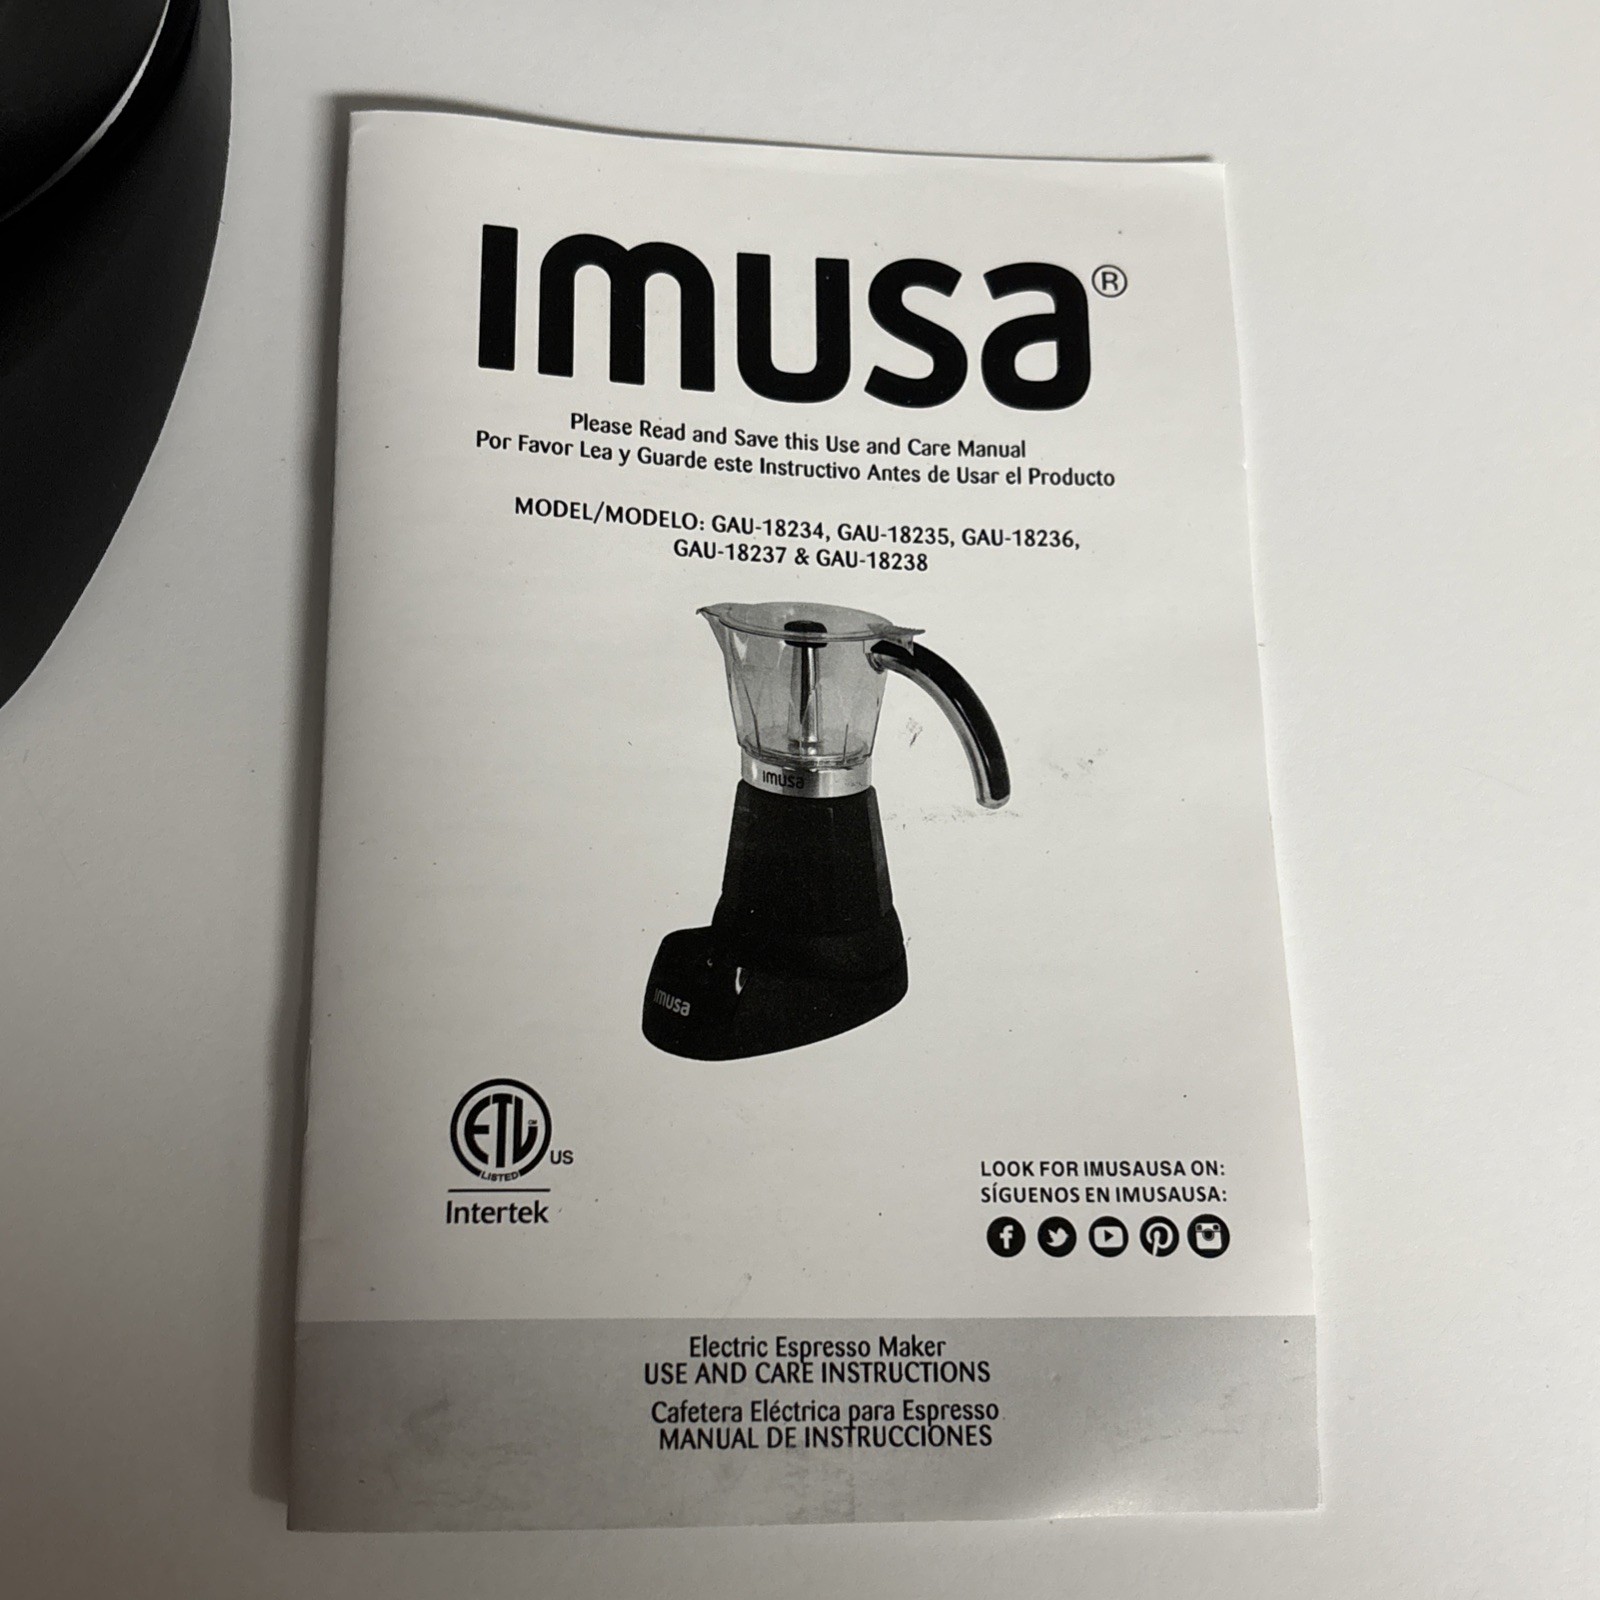 IMUSA®
Please Read and Save this Use and Care Manual
Por Favor Lea y Guarde este Instructivo Antes de Usar el Producto
MODEL/MODELO: GAU-18234, GAU-18235, GAU-18236,
GAU-18237 & GAU-18238
IMUSA
IMUSA
ETL CM
LISTED
US
Intertek
LOOK FOR IMUSAUSA ON:
SÍGUENOS EN IMUSAUSA:
Electric Espresso Maker
USE AND CARE INSTRUCTIONS
Cafetera Eléctrica para Espresso
MANUAL DE INSTRUCCIONES